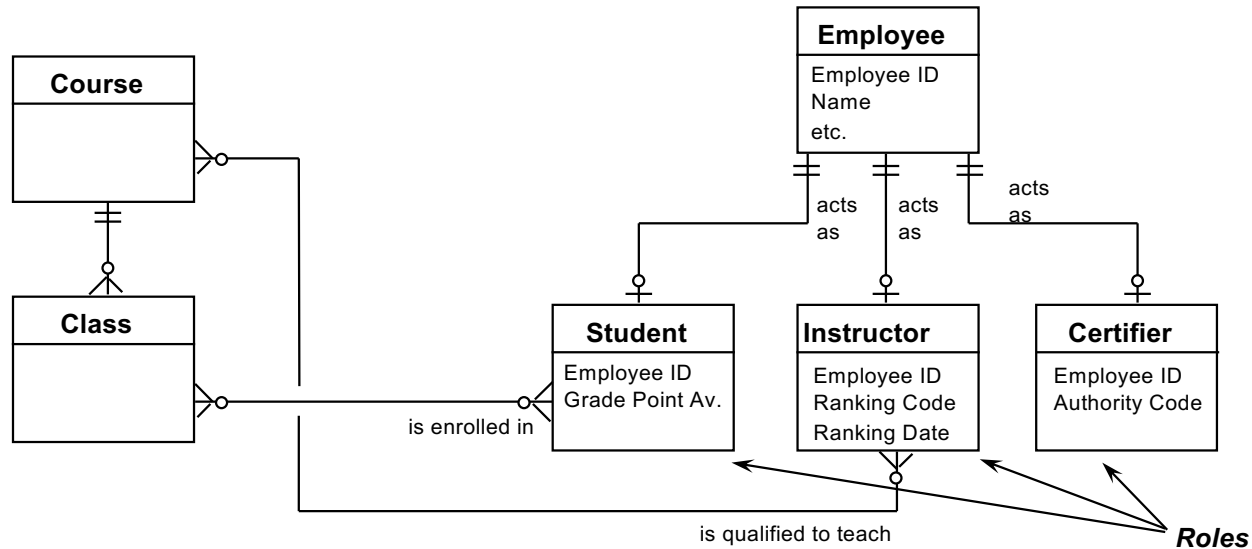 Employee
Employee ID
Name
etc.
Course
acts
as
acts
as
acts
as
Class
Student
Employee ID
Grade Point Av.
Instructor
Employee ID
Ranking Code
Ranking Date
Certifier
Employee ID
Authority Code
is enrolled in
is qualified to teach
Roles